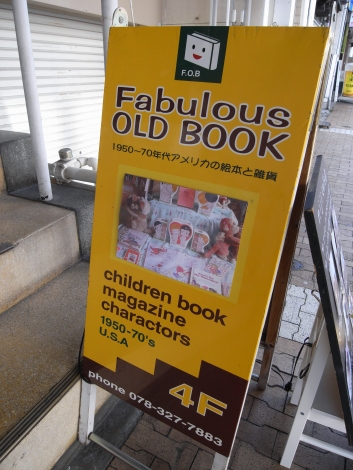 F.O.B
Fabulous
OLD BOOK
1950~70年代アメリカの絵本と雑貨
children book
magazine
charactors
1950-70's
U.S.A
4F
phone 078-327-7883